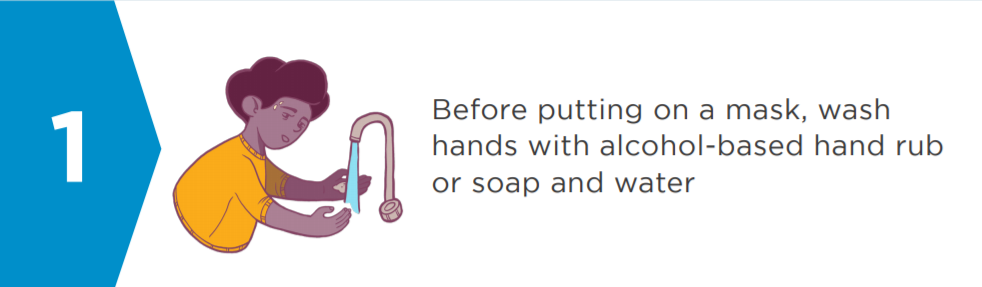 1
Before putting on a mask, wash
hands with alcohol-based hand rub
or soap and water